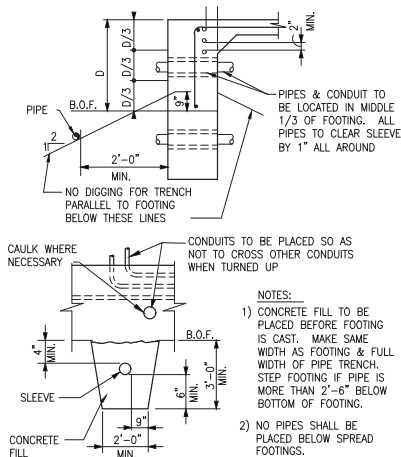 2"
MIN.
D
D/3
D/3
D/3
9"
PIPE
B.O.F.
2
1
2'-0"
MIN.
PIPES & CONDUIT TO
BE LOCATED IN MIDDLE
1/3 OF FOOTING. ALL
PIPES TO CLEAR SLEEVE
BY 1" ALL AROUND
NO DIGGING FOR TRENCH
PARALLEL TO FOOTING
BELOW THESE LINES
CAULK WHERE
NECESSARY
CONDUITS TO BE PLACED SO AS
NOT TO CROSS OTHER CONDUITS
WHEN TURNED UP
B.O.F.
4"
MIN.
SLEEVE
6"
MIN.
3'-0"
MIN.
9"
2'-0"
MIN.
CONCRETE
FILL
NOTES:
1) CONCRETE FILL TO BE
PLACED BEFORE FOOTING
IS CAST. MAKE SAME
WIDTH AS FOOTING & FULL
WIDTH OF PIPE TRENCH.
STEP FOOTING IF PIPE IS
MORE THAN 2'-6" BELOW
BOTTOM OF FOOTING.
2) NO PIPES SHALL BE
PLACED BELOW SPREAD
FOOTINGS.